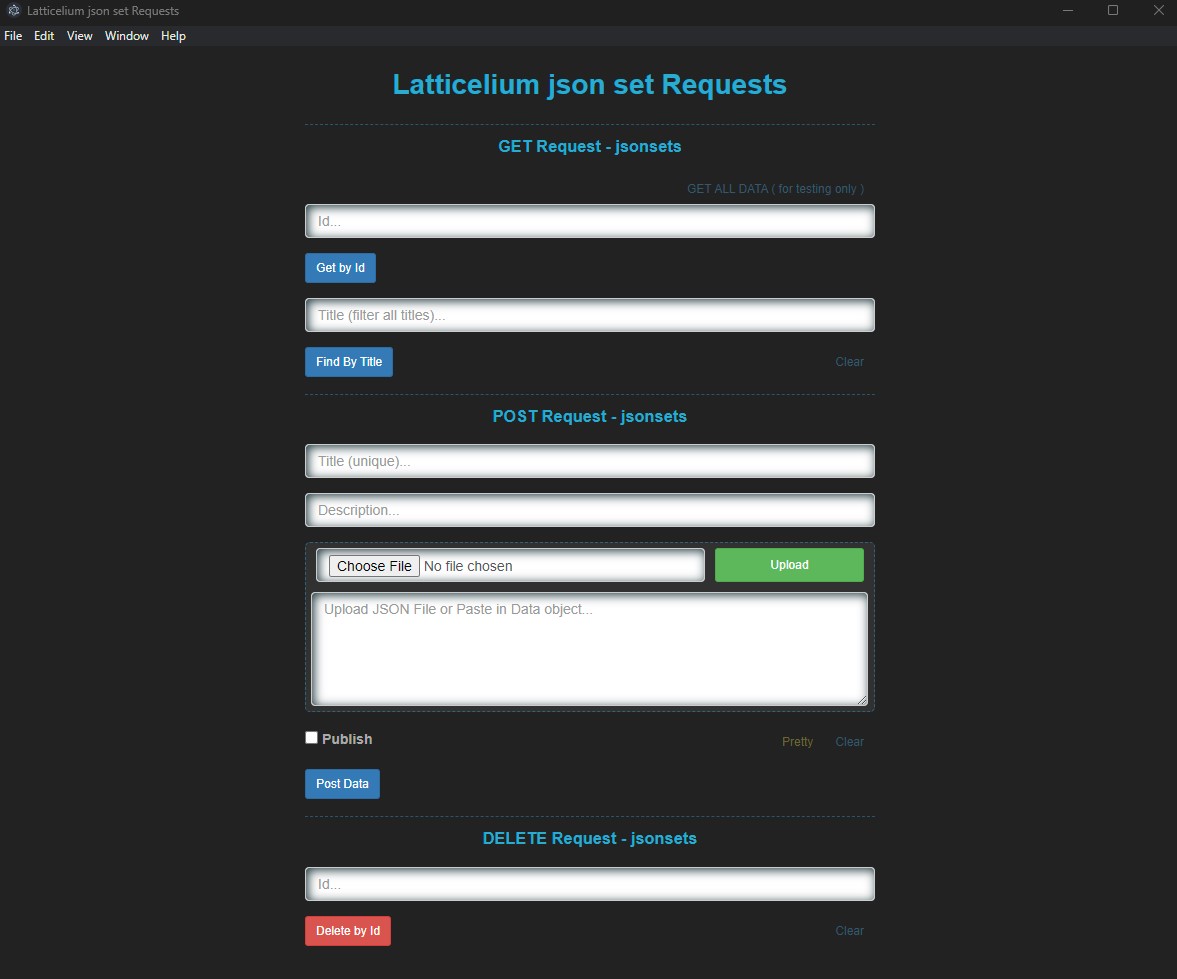 Latticelium json set Requests
File Edit View Window Help
Latticelium json set Requests
GET Request - jsonsets
GET ALL DATA ( for testing only )
Id...
Get by Id
Title (filter all titles)...
Find By Title Clear
POST Request - jsonsets
Title (unique)...
Description...
Choose File No file chosen Upload
Upload JSON File or Paste in Data object...
Publish Pretty Clear
Post Data
DELETE Request - jsonsets
Id...
Delete by Id Clear